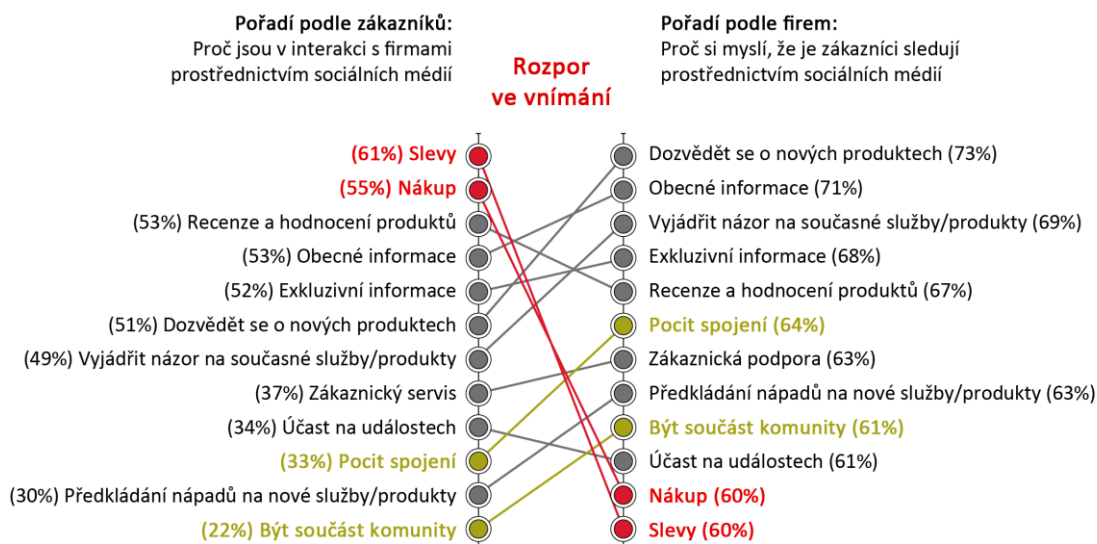 Pořadí podle zákazníků:
Proč jsou v interakci s firmami
prostřednictvím sociálních médií
Rozpor
ve vnímání
Pořadí podle firem:
Proč si myslí, že je zákazníci sledují
prostřednictvím sociálních médií
(61%) Slevy
(55%) Nákup
(53%) Recenze a hodnocení produktů
(53%) Obecné informace
(52%) Exkluzivní informace
(51%) Dozvědět se o nových produktech
(49%) Vyjádřit názor na současné služby/produkty
(37%) Zákaznický servis
(34%) Účast na událostech
(33%) Pocit spojení
(30%) Předkládání nápadů na nové služby/produkty
(22%) Být součást komunity
Dozvědět se o nových produktech (73%)
Obecné informace (71%)
Vyjádřit názor na současné služby/produkty (69%)
Exkluzivní informace (68%)
Recenze a hodnocení produktů (67%)
Pocit spojení (64%)
Zákaznická podpora (63%)
Předkládání nápadů na nové služby/produkty (63%)
Být součást komunity (61%)
Účast na událostech (61%)
Nákup (60%)
Slevy (60%)